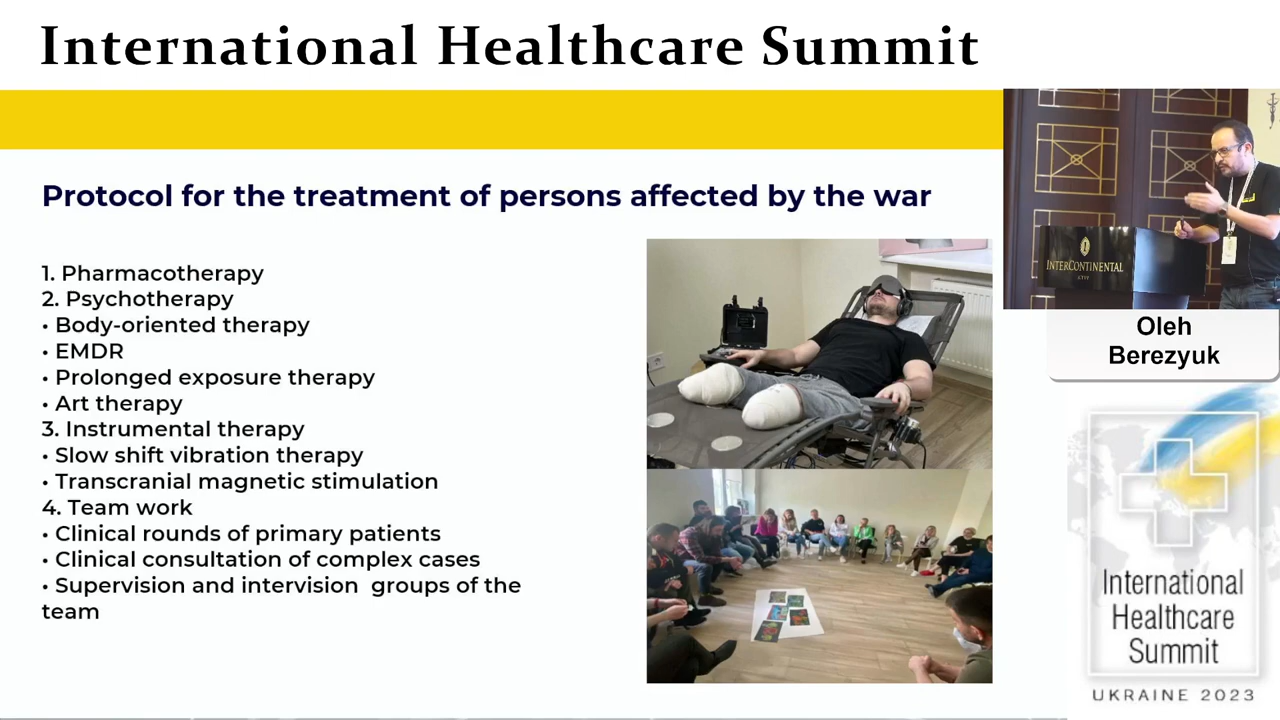 International Healthcare Summit
Protocol for the treatment of persons affected by the war
1. Pharmacotherapy
2. Psychotherapy
• Body-oriented therapy
• EMDR
• Prolonged exposure therapy
• Art therapy
3. Instrumental therapy
• Slow shift vibration therapy
• Transcranial magnetic stimulation
4. Team work
• Clinical rounds of primary patients
• Clinical consultation of complex cases
• Supervision and intervision groups of the
team
INTERCONTINENTAL
Oleh
Berezyuk
International
Healthcare
Summit
UKRAINE 2023